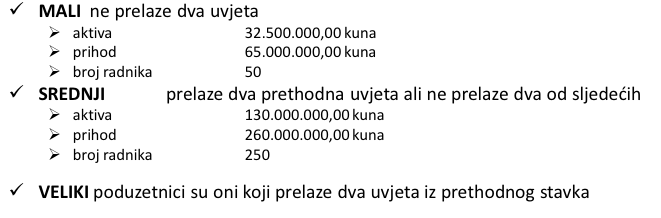 ✓ MALI ne prelaze dva uvjeta
➢ aktiva 32.500.000,00 kuna
➢ prihod 65.000.000,00 kuna
➢ broj radnika 50
✓ SREDNJI prelaze dva prethodna uvjeta ali ne prelaze dva od sljedećih
➢ aktiva 130.000.000,00 kuna
➢ prihod 260.000.000,00 kuna
➢ broj radnika 250
✓ VELIKI poduzetnici su oni koji prelaze dva uvjeta iz prethodnog stavka